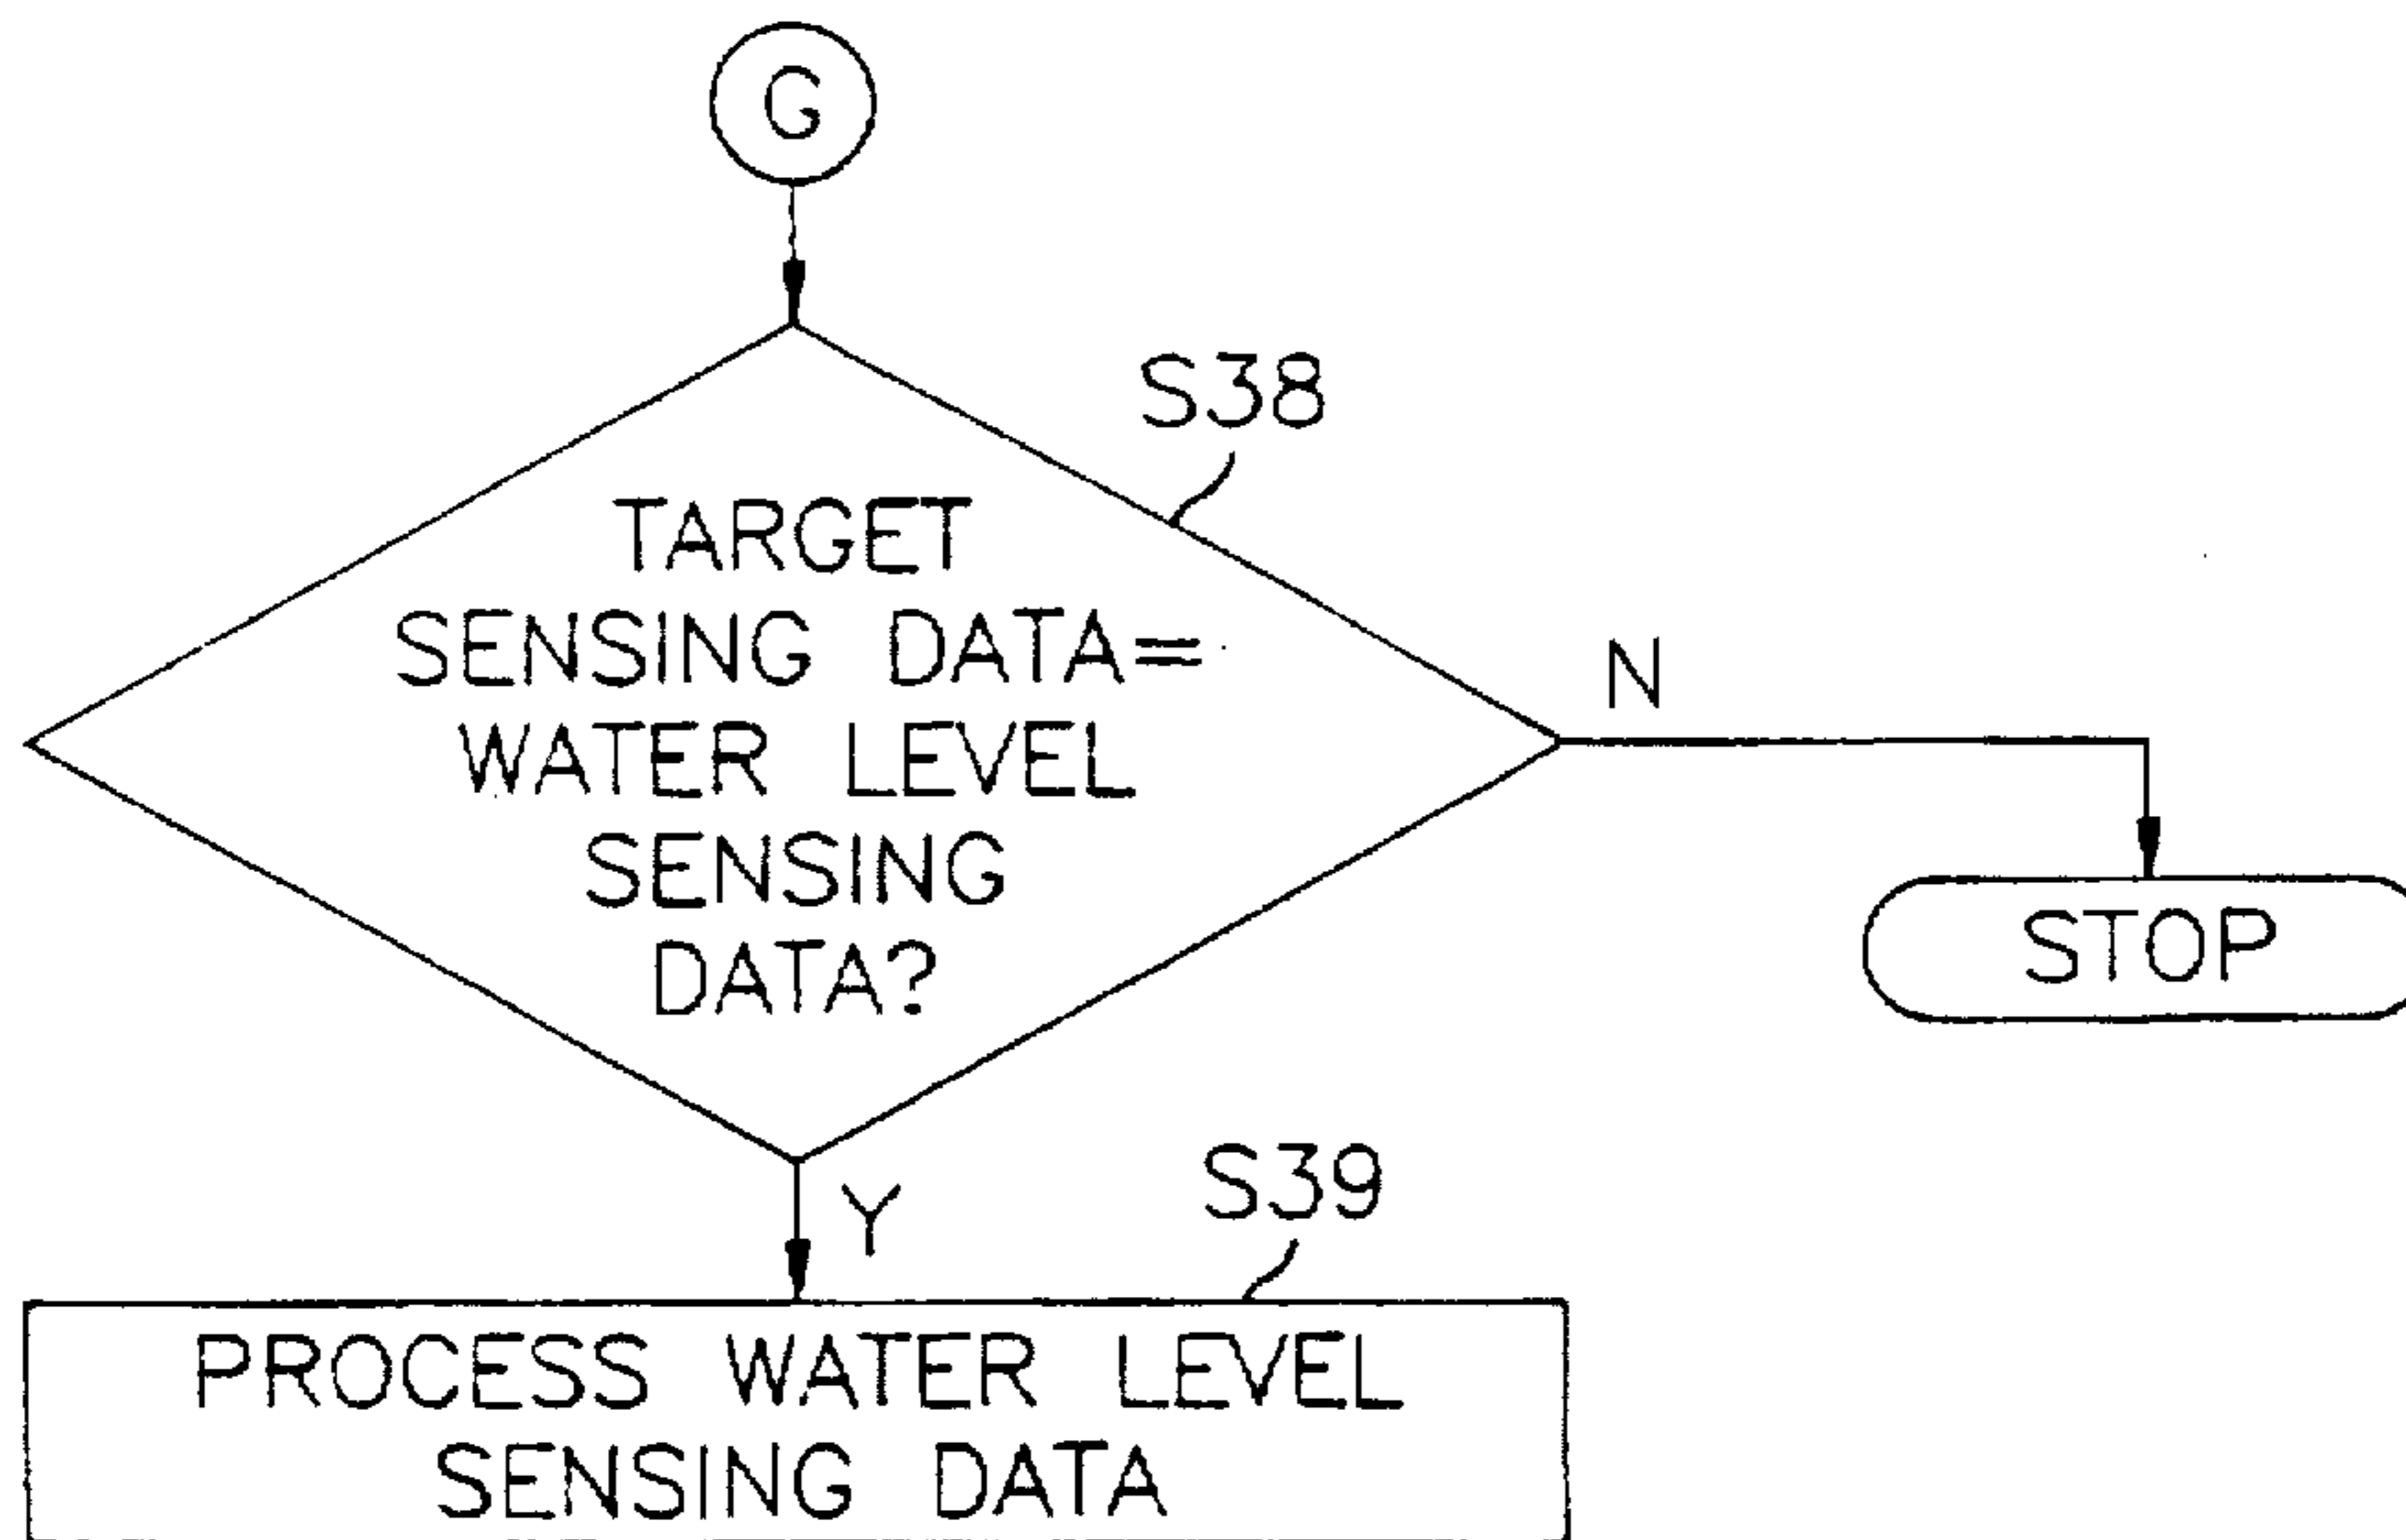 G
S38
TARGET
SENSING DATA=
WATER LEVEL
SENSING
DATA?
N
STOP
Y
S39
PROCESS WATER LEVEL
SENSING DATA